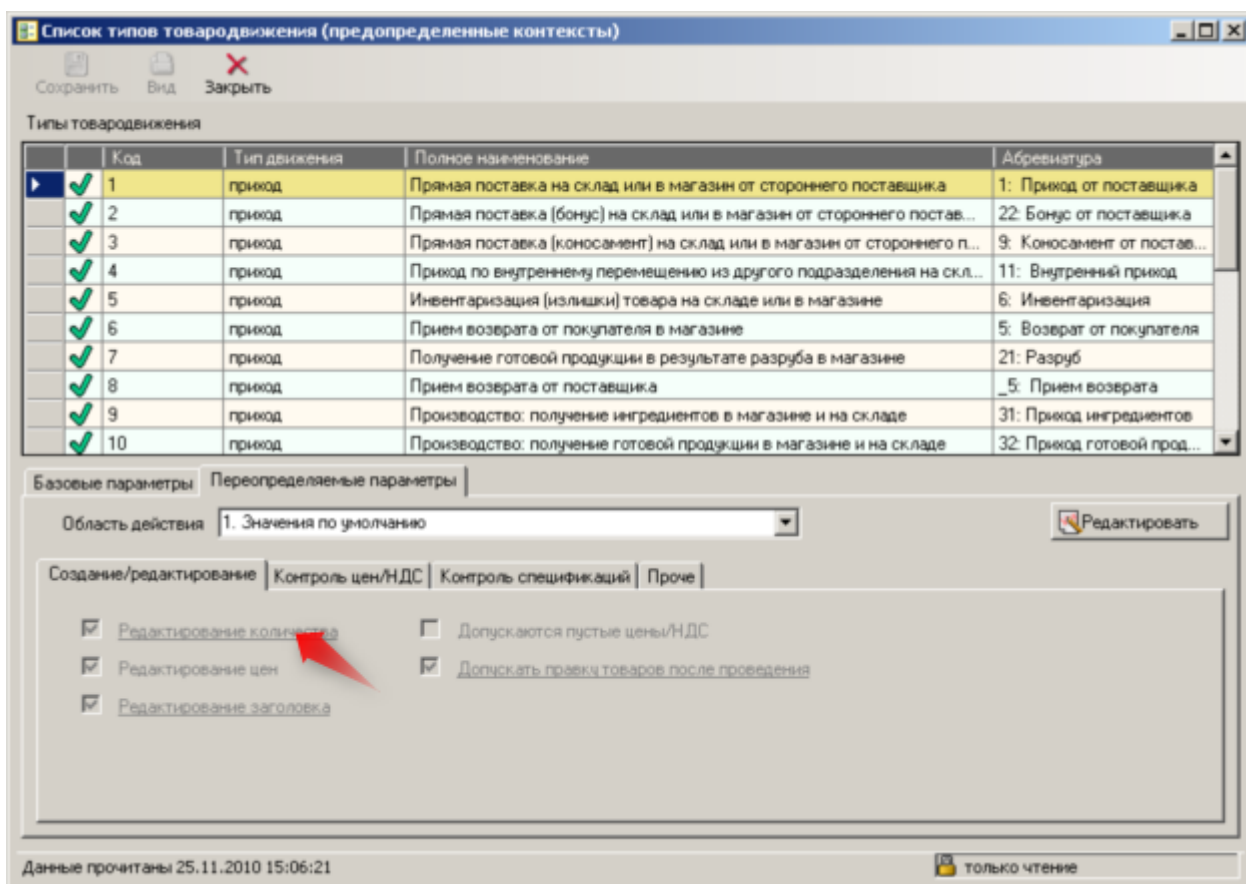 Список типов товародвижения (предопределенные контексты)
Сохранить Вид Закрыть
Типы товародвижения
Код Тип движения Полное наименование Абревиатура
1 приход Прямая поставка на склад или в магазин от стороннего поставщика 1: Приход от поставщика
2 приход Прямая поставка (бонус) на склад или в магазин от стороннего постав... 22: Бонус от поставщика
3 приход Прямая поставка (коносамент) на склад или в магазин от стороннего п... 9: Коносамент от постав...
4 приход Приход по внутреннему перемещению из другого подразделения на скл... 11: Внутренний приход
5 приход Инвентаризация (излишки) товара на складе или в магазине 6: Инвентаризация
6 приход Прием возврата от покупателя в магазине 5: Возврат от покупателя
7 приход Получение готовой продукции в результате разруба в магазине 21: Разруб
8 приход Прием возврата от поставщика _5: Прием возврата
9 приход Производство: получение ингредиентов в магазине и на складе 31: Приход ингредиентов
10 приход Производство: получение готовой продукции в магазине и на складе 32: Приход готовой прод...
Базовые параметры Переопределяемые параметры
Область действия 1. Значения по умолчанию Редактировать
Создание/редактирование Контроль цен/НДС Контроль спецификаций Проче
Редактирование количества Допускаются пустые цены/НДС
Редактирование цен Допускать правку товаров после проведения
Редактирование заголовка
Данные прочитаны 25.11.2010 15:06:21 только чтение